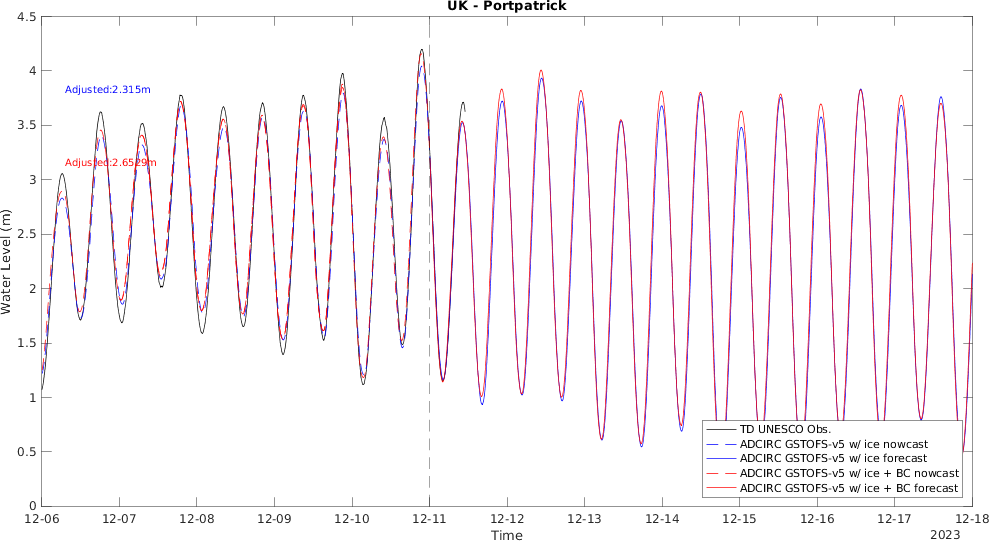 UK - Portpatrick
4.5
4
3.5
3
2.5
2
1.5
1
0.5
0
Water Level (m)
Adjusted:2.315m
Adjusted:2.6529m
TD UNESCO Obs.
ADCIRC GSTOFS-v5 w/ ice nowcast
ADCIRC GSTOFS-v5 w/ ice forecast
ADCIRC GSTOFS-v5 w/ ice + BC nowcast
ADCIRC GSTOFS-v5 w/ ice + BC forecast
12-06 12-07 12-08 12-09 12-10 12-11 12-12 12-13 12-14 12-15 12-16 12-17 12-18
Time
2023